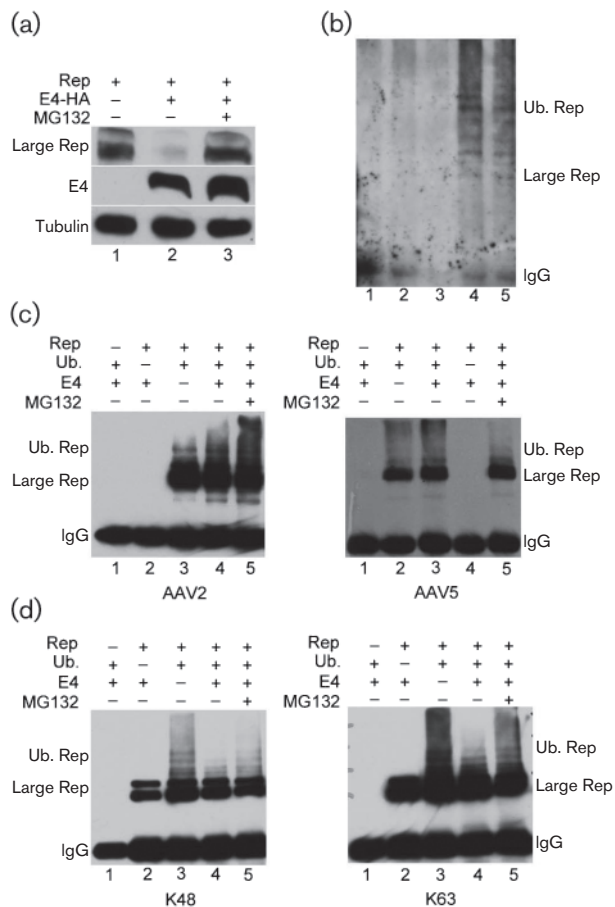 (a)
Rep + + +
E4-HA – + +
MG132 – – +
Large Rep
E4
Tubulin
1 2 3
(b)
Ub. Rep
Large Rep
IgG
1 2 3 4 5
(c)
Rep – + + + +
Ub. + – + + +
E4 + + – + +
MG132 – – – – +
Ub. Rep
Large Rep
IgG
1 2 3 4 5
AAV2
Rep – + + + +
Ub. + + + + +
E4 + – + – +
MG132 – – – – +
Ub. Rep
Large Rep
IgG
1 2 3 4 5
AAV5
(d)
Rep – + + + +
Ub. + – + + +
E4 + + – + +
MG132 – – – – +
Ub. Rep
Large Rep
IgG
1 2 3 4 5
K48
Rep – + + + +
Ub. + – + + +
E4 + + – + +
MG132 – – – – +
Ub. Rep
Large Rep
IgG
1 2 3 4 5
K63